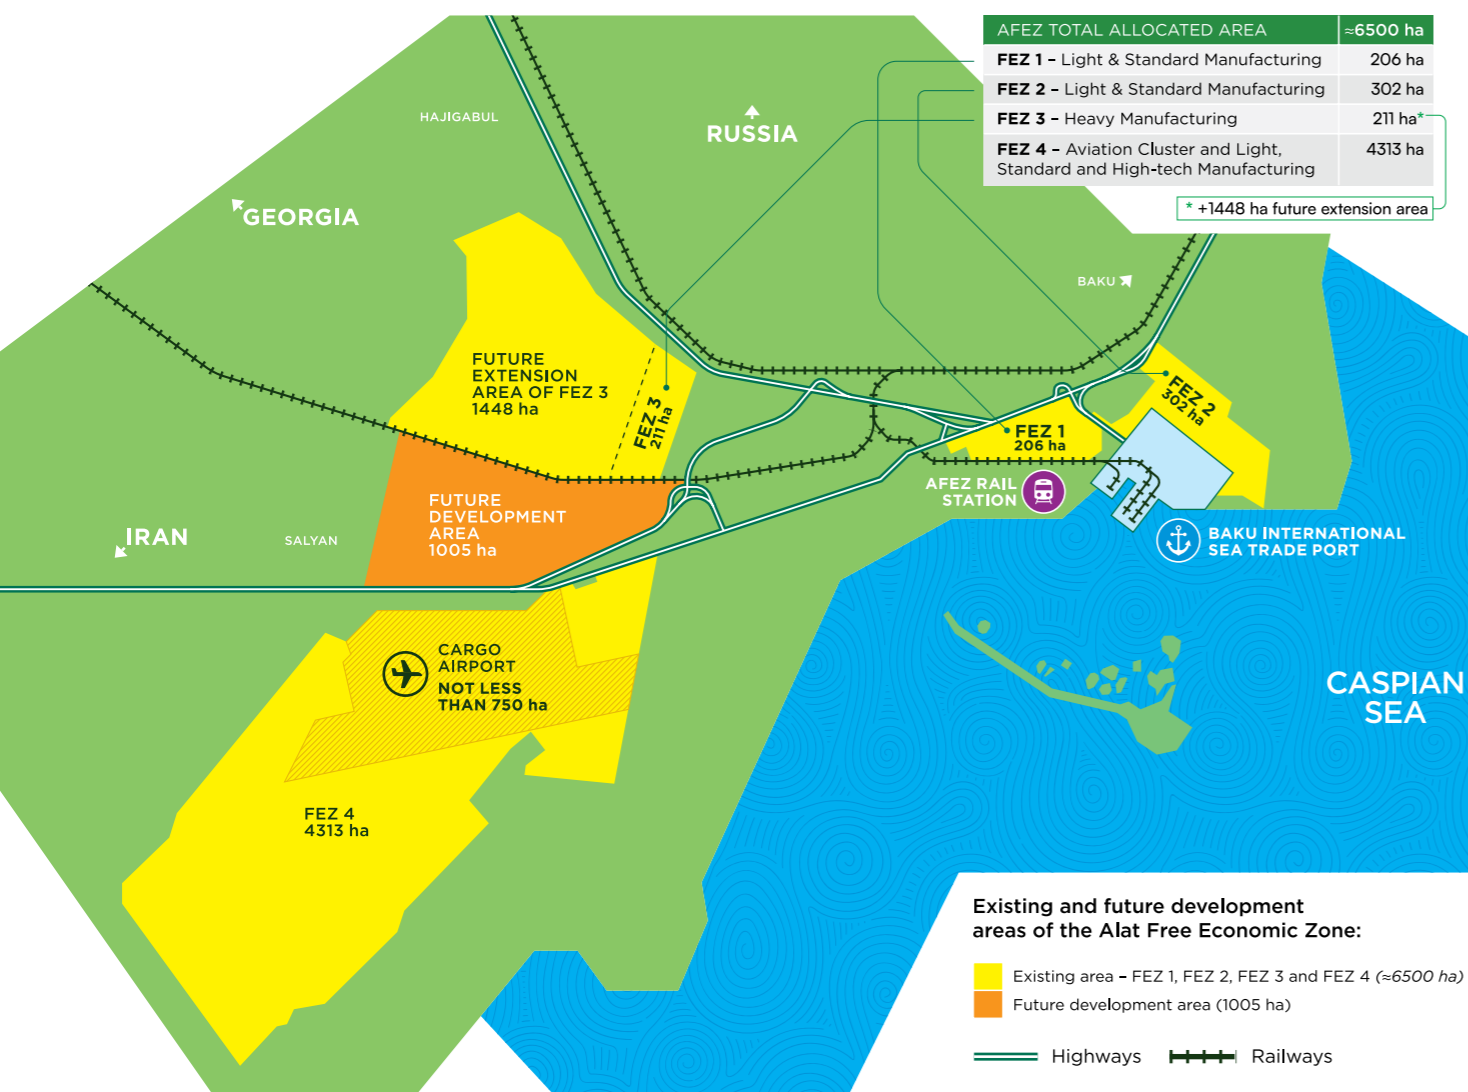 AFEZ TOTAL ALLOCATED AREA ≈6500 ha
FEZ 1 – Light & Standard Manufacturing 206 ha
FEZ 2 – Light & Standard Manufacturing 302 ha
FEZ 3 – Heavy Manufacturing 211 ha*
FEZ 4 – Aviation Cluster and Light, 4313 ha
Standard and High-tech Manufacturing
* +1448 ha future extension area
HAJIGABUL
RUSSIA
GEORGIA
BAKU
FUTURE
EXTENSION
AREA OF FEZ 3
1448 ha
FEZ 3
211 ha
FEZ 2
302 ha
FEZ 1
206 ha
AFEZ RAIL
STATION
FUTURE
DEVELOPMENT
AREA
1005 ha
IRAN
SALYAN
BAKU INTERNATIONAL
SEA TRADE PORT
CARGO
AIRPORT
NOT LESS
THAN 750 ha
CASPIAN
SEA
FEZ 4
4313 ha
Existing and future development
areas of the Alat Free Economic Zone:
Existing area – FEZ 1, FEZ 2, FEZ 3 and FEZ 4 (≈6500 ha)
Future development area (1005 ha)
Highways
Railways